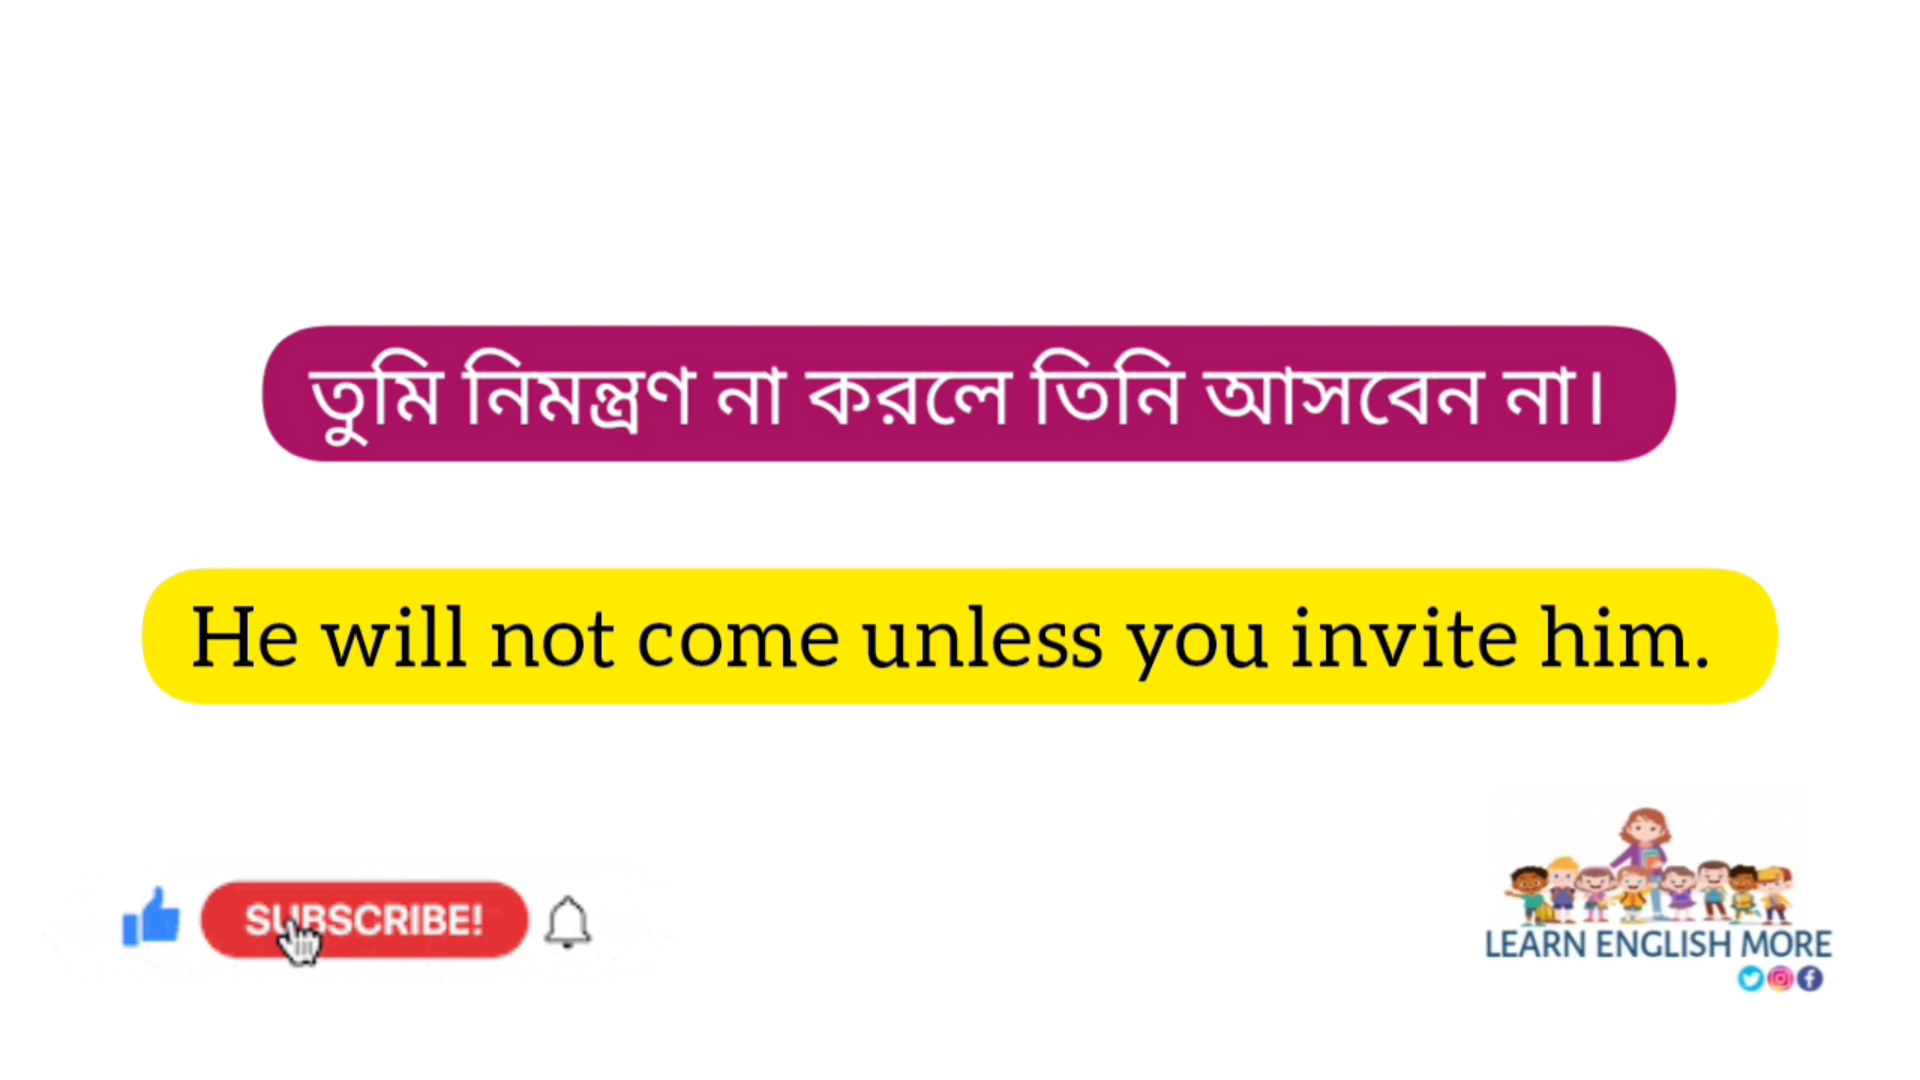 তুমি নিমন্ত্রণ না করলে তিনি আসবেন না।
He will not come unless you invite him.
SUBSCRIBE!
LEARN ENGLISH MORE